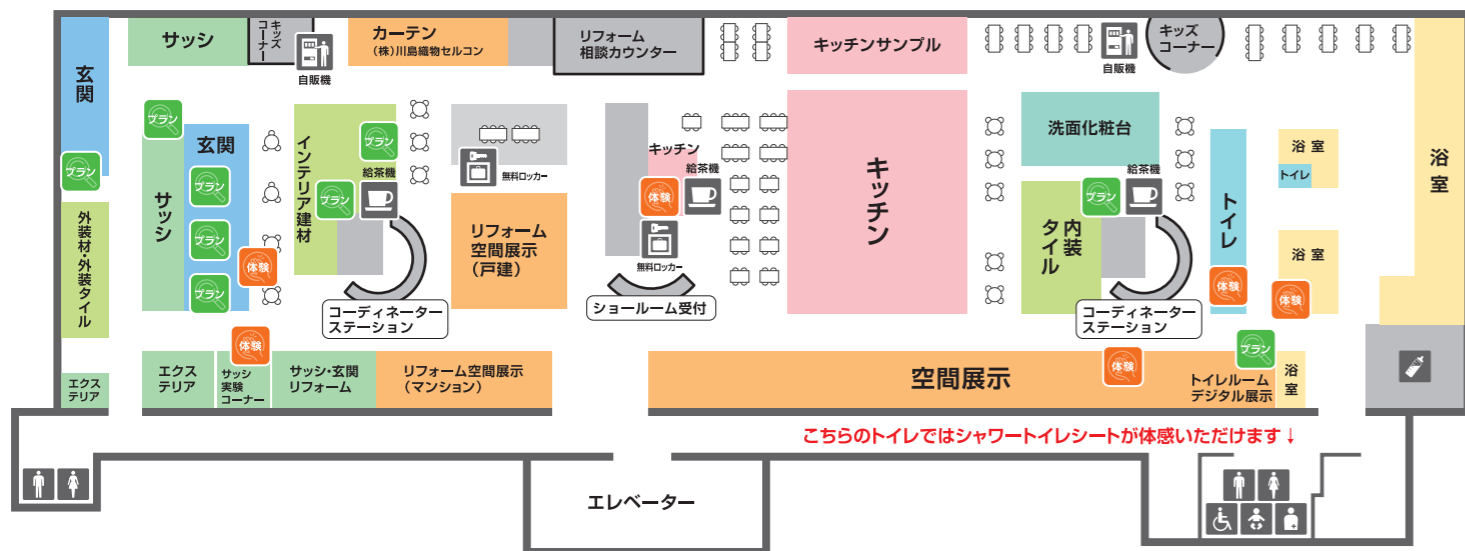 サッシ
キッズ
コーナー
自販機
カーテン
(株)川島織物セルコン
リフォーム
相談カウンター
キッチンサンプル
自販機
キッズ
コーナー
玄関
プラン
外装材・外装タイル
エクス
テリア
プラン
サッシ
玄関
プラン
プラン
プラン
体験
インテリア建材
プラン
プラン
給茶機
コーディネーター
ステーション
無料ロッカー
リフォーム
空間展示
(戸建)
キッチン
給茶機
体験
無料ロッカー
ショールーム受付
キッチン
洗面化粧台
給茶機
プラン
内装
タイル
コーディネーター
ステーション
トイレ
体験
浴室
トイレ
浴室
体験
浴室
エクス
テリア
体験
サッシ
実験
コーナー
サッシ・玄関
リフォーム
リフォーム空間展示
(マンション)
空間展示
体験
プラン
トイレルーム
デジタル展示
浴室
こちらのトイレではシャワートイレシートが体感いただけます↓
エレベーター